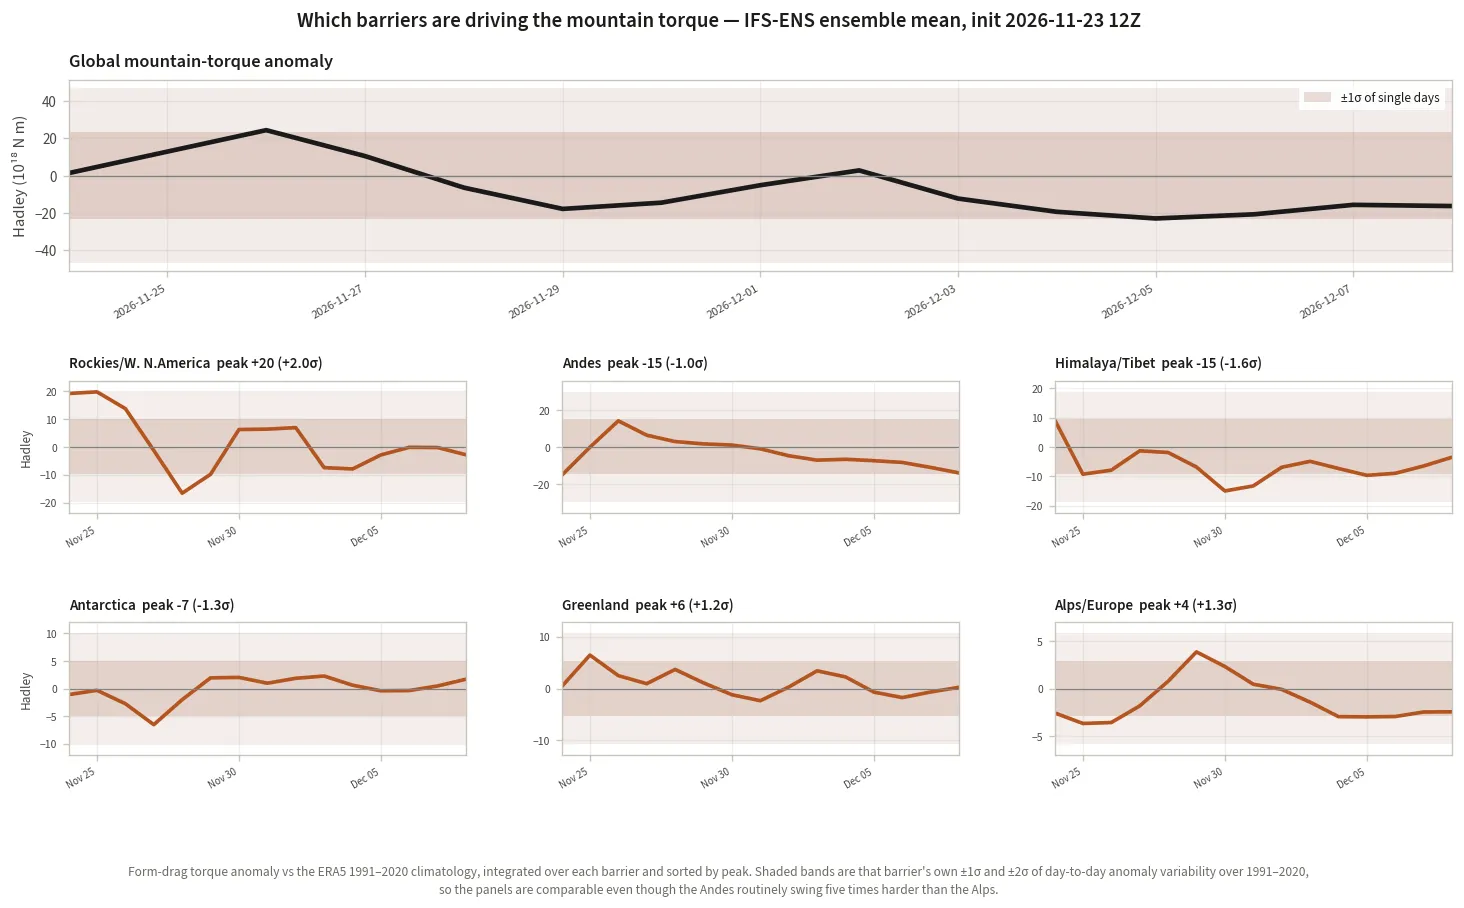 Which barriers are driving the mountain torque — IFS-ENS ensemble mean, init 2026-11-23 12Z
Global mountain-torque anomaly
Hadley (10¹⁸ N m)
40
20
0
−20
−40
±1σ of single days
2026-11-25
2026-11-27
2026-11-29
2026-12-01
2026-12-03
2026-12-05
2026-12-07
Rockies/W. N.America  peak +20 (+2.0σ)
Hadley
20
10
0
−10
−20
Nov 25
Nov 30
Dec 05
Andes  peak -15 (-1.0σ)
20
0
−20
Nov 25
Nov 30
Dec 05
Himalaya/Tibet  peak -15 (-1.6σ)
20
10
0
−10
−20
Nov 25
Nov 30
Dec 05
Antarctica  peak -7 (-1.3σ)
Hadley
10
5
0
−5
−10
Nov 25
Nov 30
Dec 05
Greenland  peak +6 (+1.2σ)
10
0
−10
Nov 25
Nov 30
Dec 05
Alps/Europe  peak +4 (+1.3σ)
5
0
−5
Nov 25
Nov 30
Dec 05
Form-drag torque anomaly vs the ERA5 1991–2020 climatology, integrated over each barrier and sorted by peak. Shaded bands are that barrier's own ±1σ and ±2σ of day-to-day anomaly variability over 1991–2020,
so the panels are comparable even though the Andes routinely swing five times harder than the Alps.